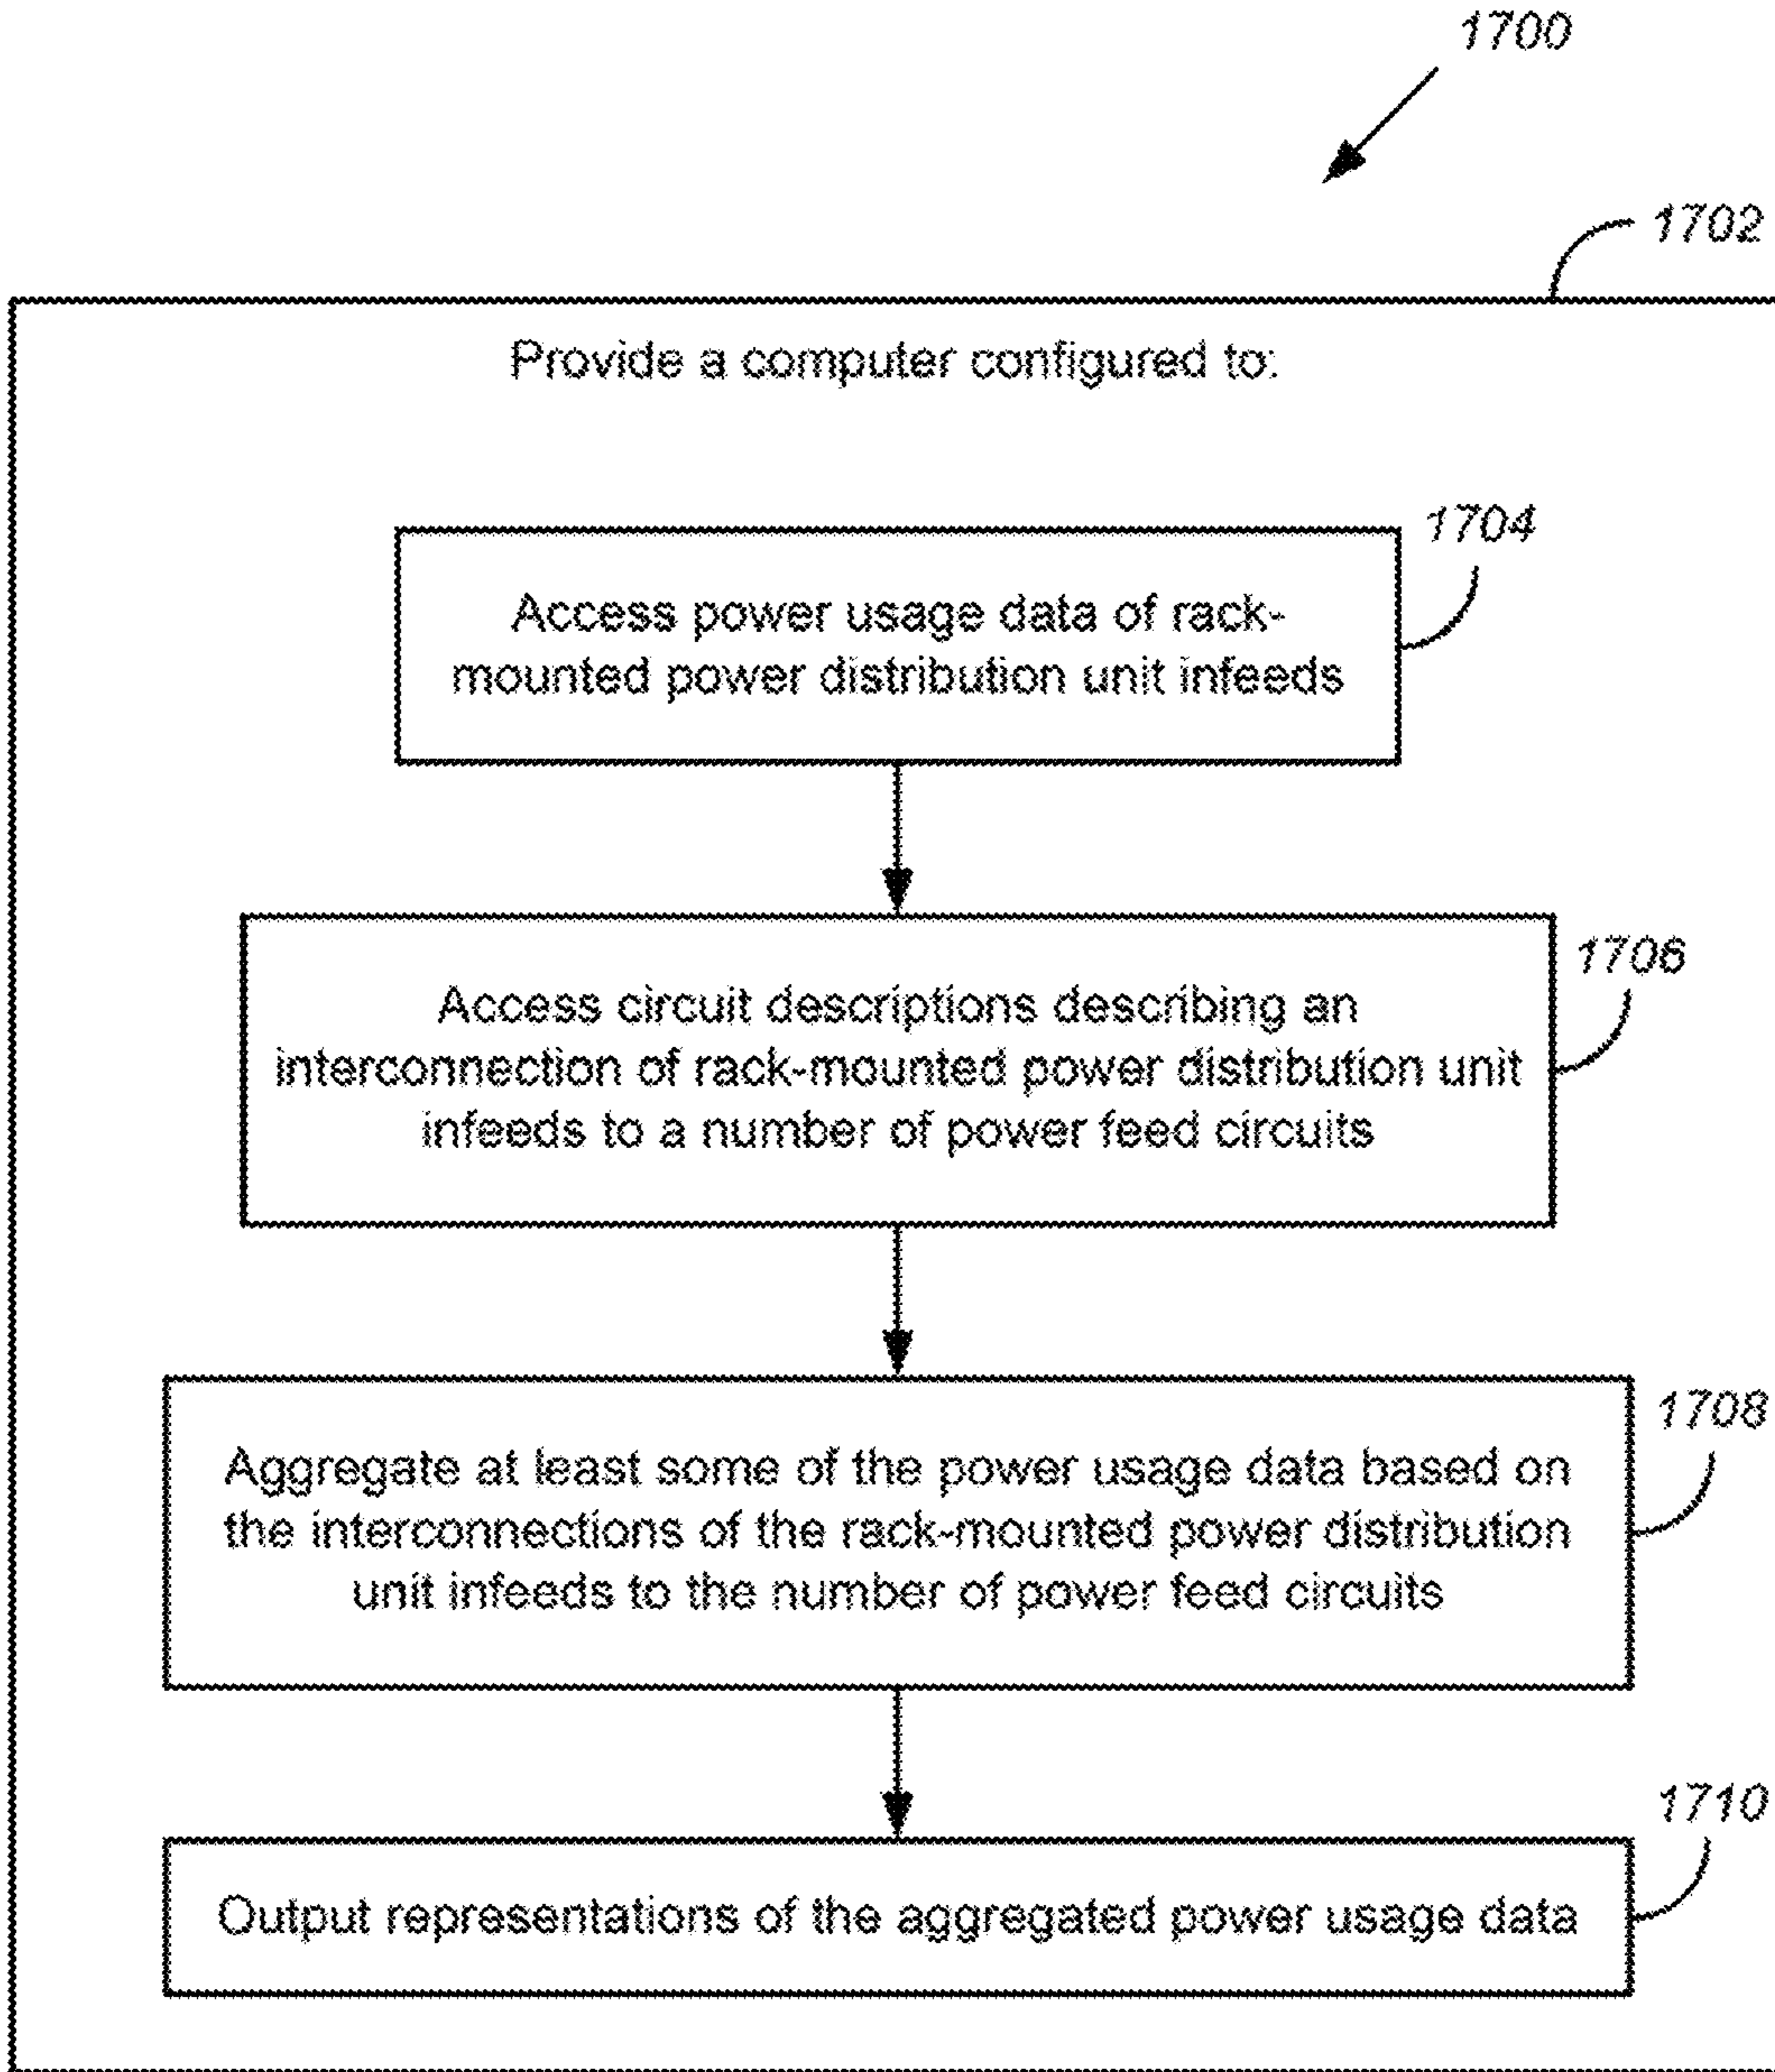 1700
1702
Provide a computer configured to:
1704
Access power usage data of rack-
mounted power distribution unit infeeds
1706
Access circuit descriptions describing an
interconnection of rack-mounted power distribution unit
infeeds to a number of power feed circuits
1708
Aggregate at least some of the power usage data based on
the interconnections of the rack-mounted power distribution
unit infeeds to the number of power feed circuits
1710
Output representations of the aggregated power usage data